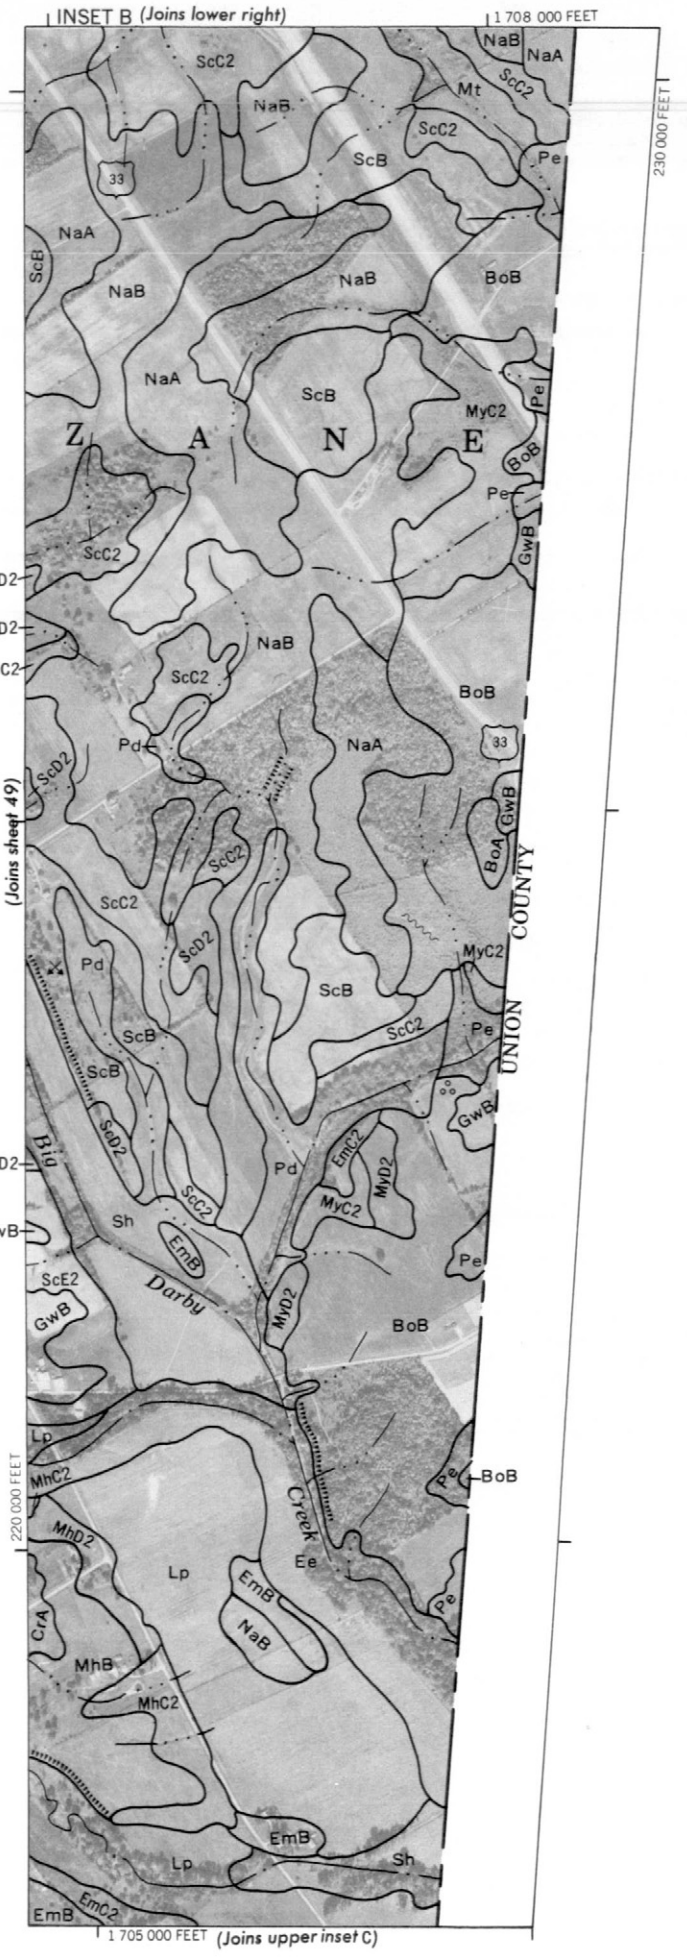 INSET B (Joins lower right)
1 708 000 FEET
NaB
NaA
ScC2
ScC2
Mt
230 000 FEET
NaB
ScC2
ScB
Pe
33
NaA
ScB
NaB
NaB
BoB
NaA
ScB
Pe
MyC2
Z A N E
BoB
Pe
GwB
ScC2
D2
D2
NaB
C2
ScC2
BoB
Pd
NaA
33
ScD2
(Joins sheet 49)
GwB
BoA
ScC2
ScC2
UNION COUNTY
ScD2
MyC2
Pd
ScB
ScC2
Pe
ScB
ScB
GwB
ScD2
EmC2
Big
D2
Pd
MyD2
ScC2
MyC2
Sh
vB
EmB
Pe
ScE2
Darby
GwB
MyD2
BoB
Lp
MhC2
Pe
BoB
220 000 FEET
Creek
MhD2
Ee
Lp
EmB
Pe
CrA
NaB
MhB
MhC2
EmB
Lp
Sh
EmC2
EmB
1 705 000 FEET (Joins upper inset C)